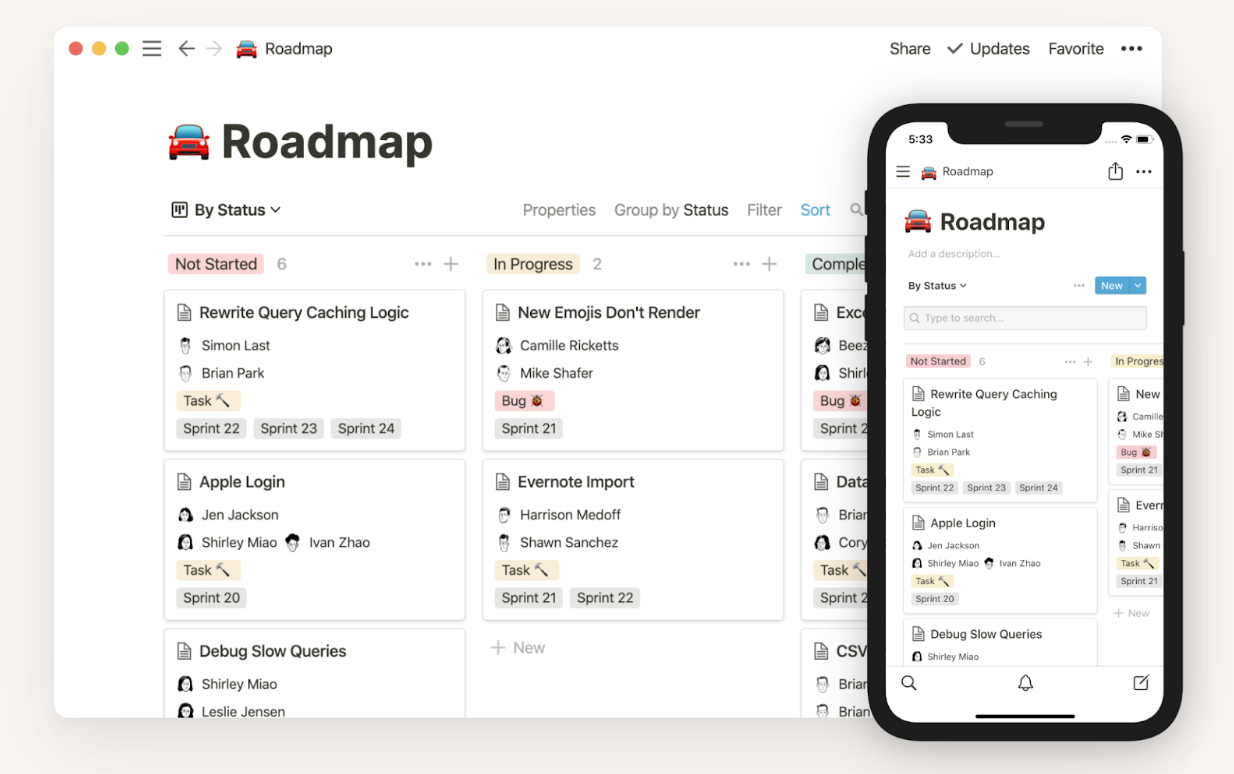 Roadmap
Share Updates Favorite
Roadmap
By Status
Properties Group by Status Filter Sort
Not Started 6
Rewrite Query Caching Logic
Simon Last
Brian Park
Task
Sprint 22 Sprint 23 Sprint 24
Apple Login
Jen Jackson
Shirley Miao Ivan Zhao
Task
Sprint 20
Debug Slow Queries
Shirley Miao
Leslie Jensen
In Progress 2
New Emojis Don't Render
Camille Ricketts
Mike Shafer
Bug
Sprint 21
Evernote Import
Harrison Medoff
Shawn Sanchez
Task
Sprint 21 Sprint 22
+ New
Comple
Exce
Beez
Shirl
Bug
Sprint 2
Data
Brian
Cory
Task
Sprint 2
CSV
Brian
Brian
5:33
Roadmap
Roadmap
Add a description...
By Status
New
Type to search...
Not Started 6
Rewrite Query Caching
Logic
Simon Last
Brian Park
Task
Sprint 22 Sprint 23 Sprint 24
Apple Login
Jen Jackson
Shirley Miao Ivan Zhao
Task
Sprint 20
Debug Slow Queries
Shirley Miao
In Progres
New
Camille
Mike Sh
Bug
Sprint 21
Evern
Harriso
Shawn
Task
Sprint 21
+ New